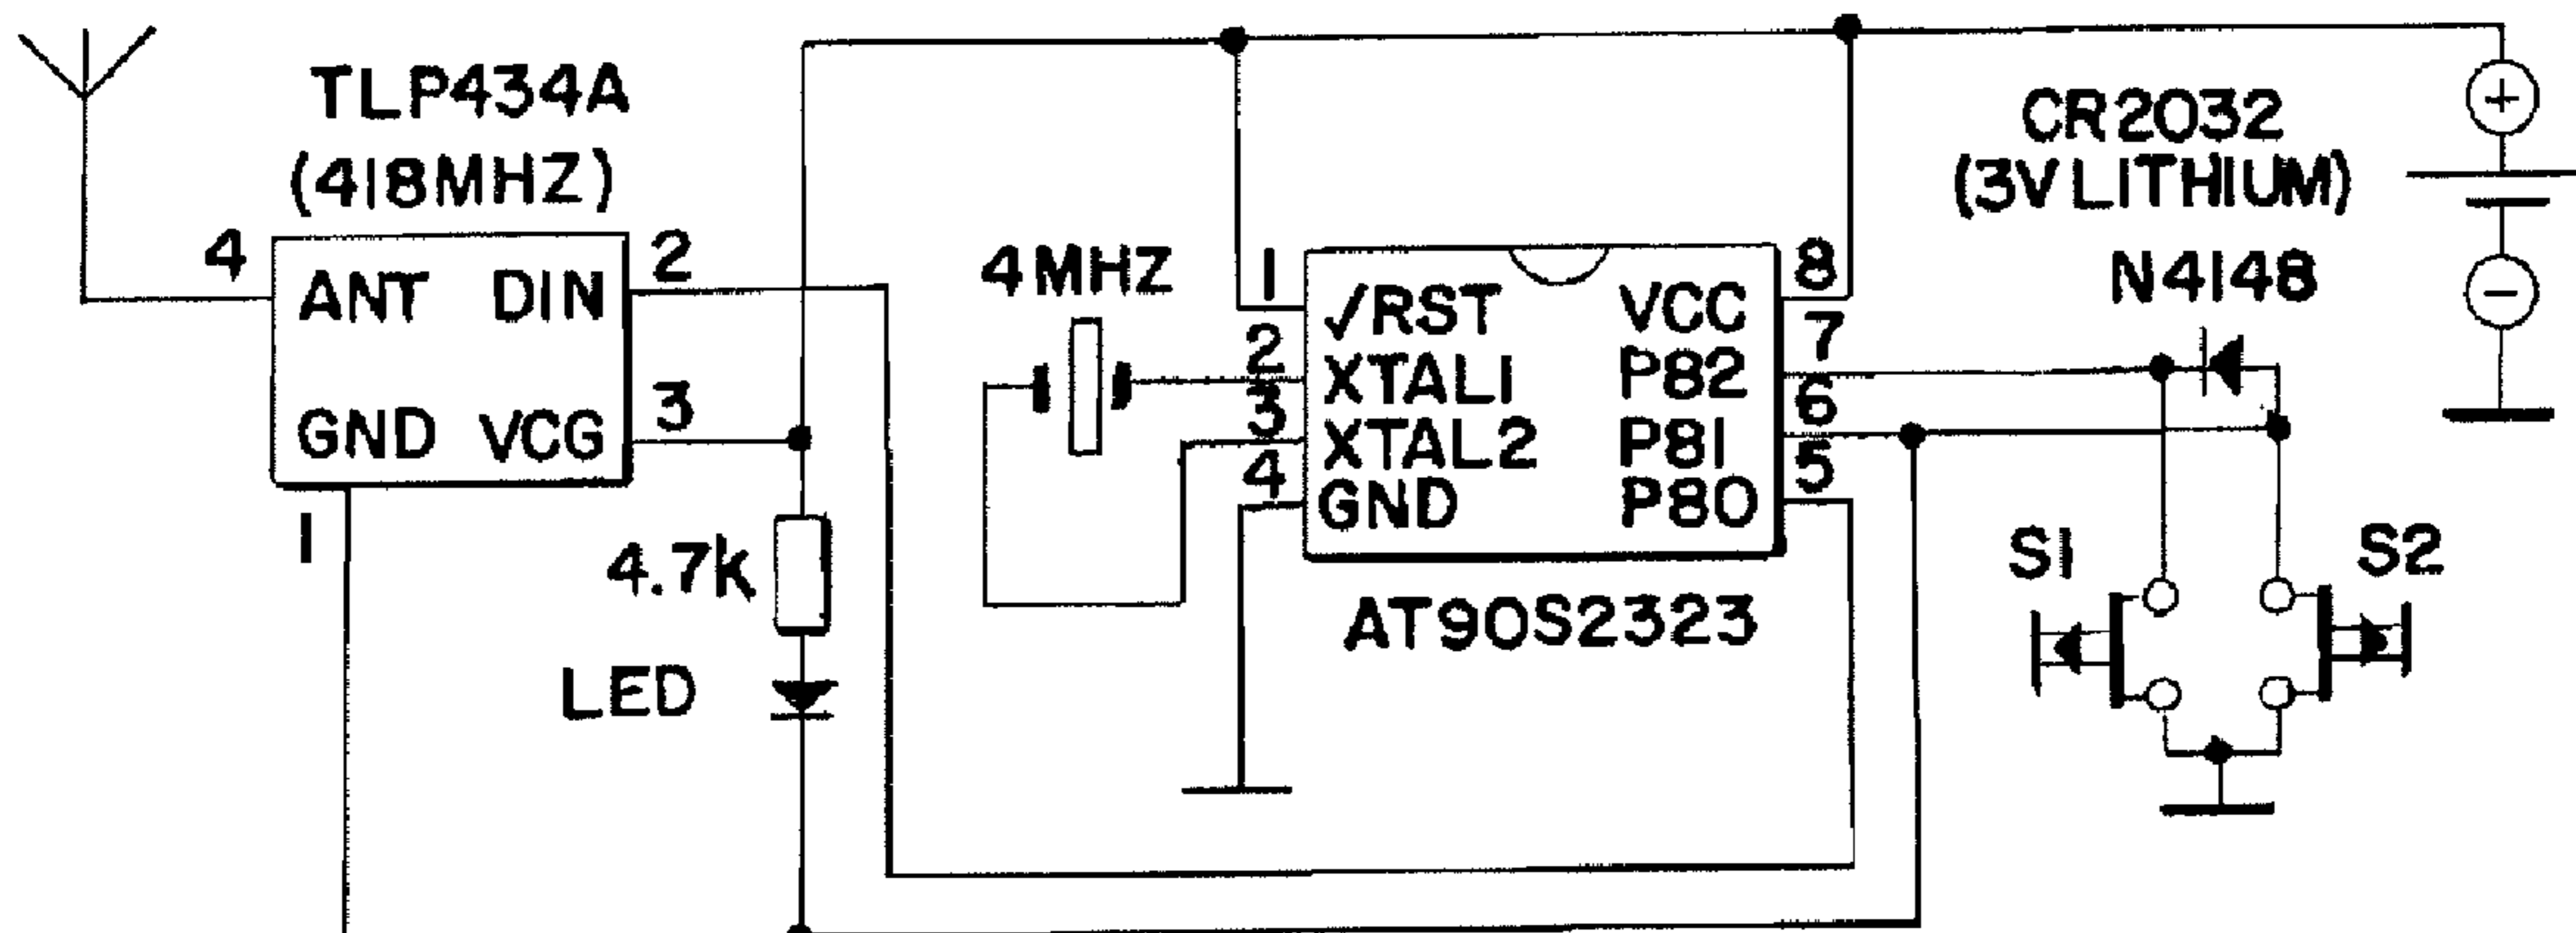 TLP434A
(418MHZ)
4
ANT DIN
2
GND VCG
3
1
4.7k
LED
4MHZ
1
√RST
VCC
8
2
XTAL1
P82
7
3
XTAL2
P81
6
4
GND
P80
5
AT90S2323
CR2032
(3V LITHIUM)
N4148
+
−
S1
S2